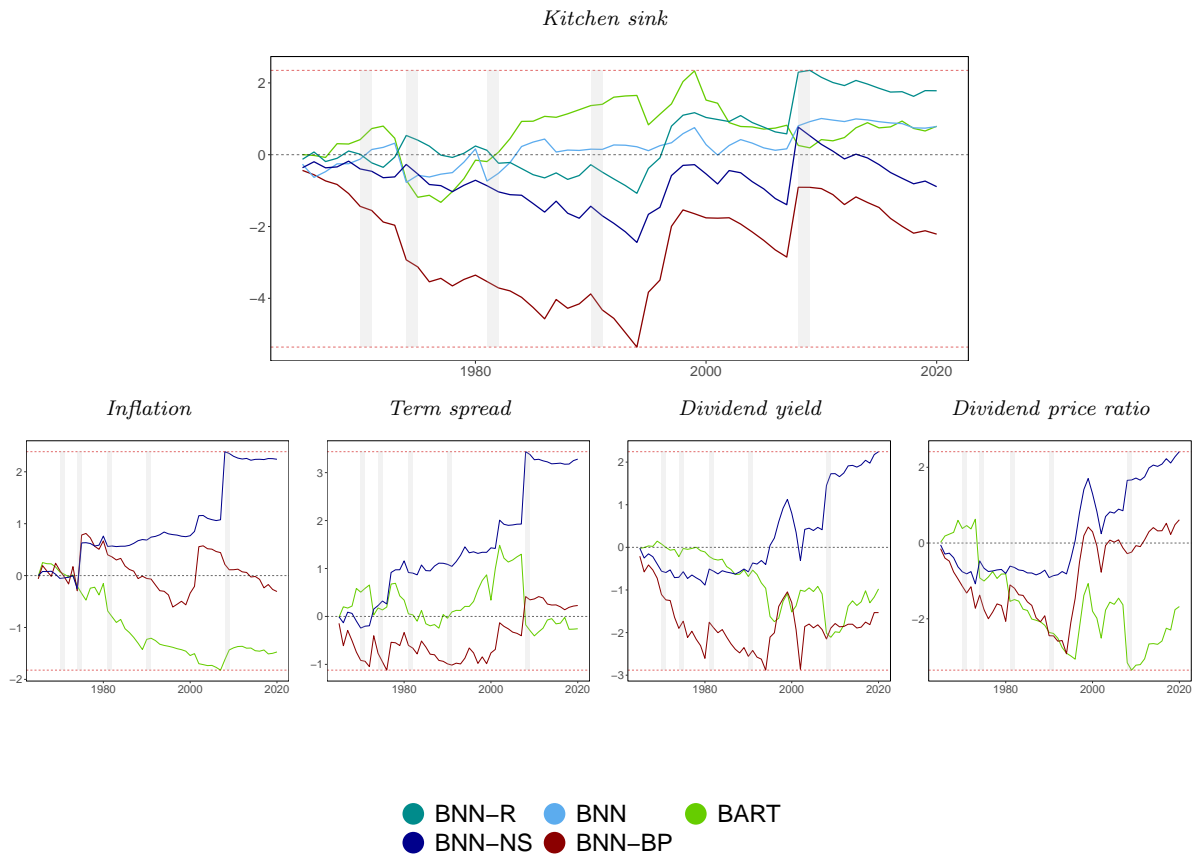 Kitchen sink
2
0
−2
−4
1980 2000 2020
Inflation Term spread Dividend yield Dividend price ratio
2
1
0
−1
−2
1980 2000 2020
3
2
1
0
−1
1980 2000 2020
2
1
0
−1
−2
−3
1980 2000 2020
2
0
−2
1980 2000 2020
BNN−R BNN BART
BNN−NS BNN−BP